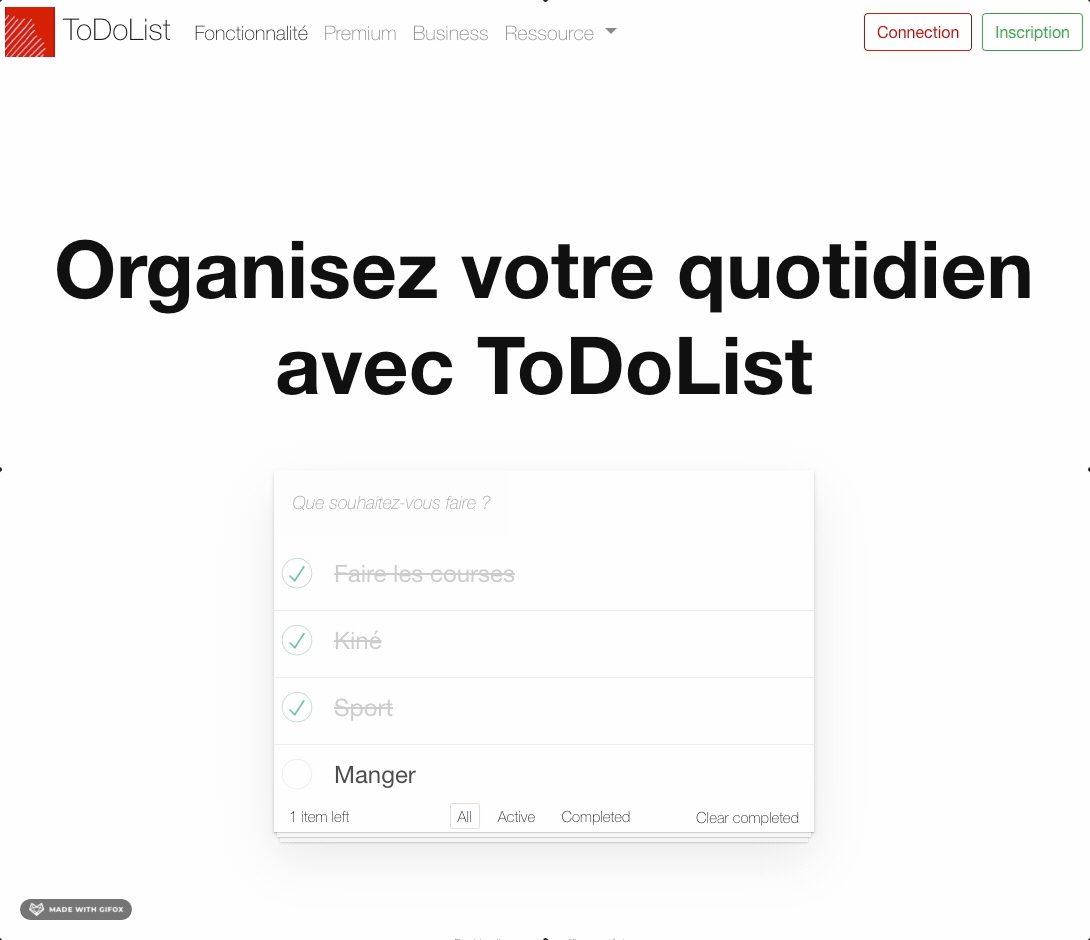 ToDoList Fonctionnalité Premium Business Ressource Connection Inscription
Organisez votre quotidien
avec ToDoList
Que souhaitez-vous faire ?
Faire les courses
Kiné
Sport
Manger
1 item left All Active Completed Clear completed
MADE WITH GIFOX